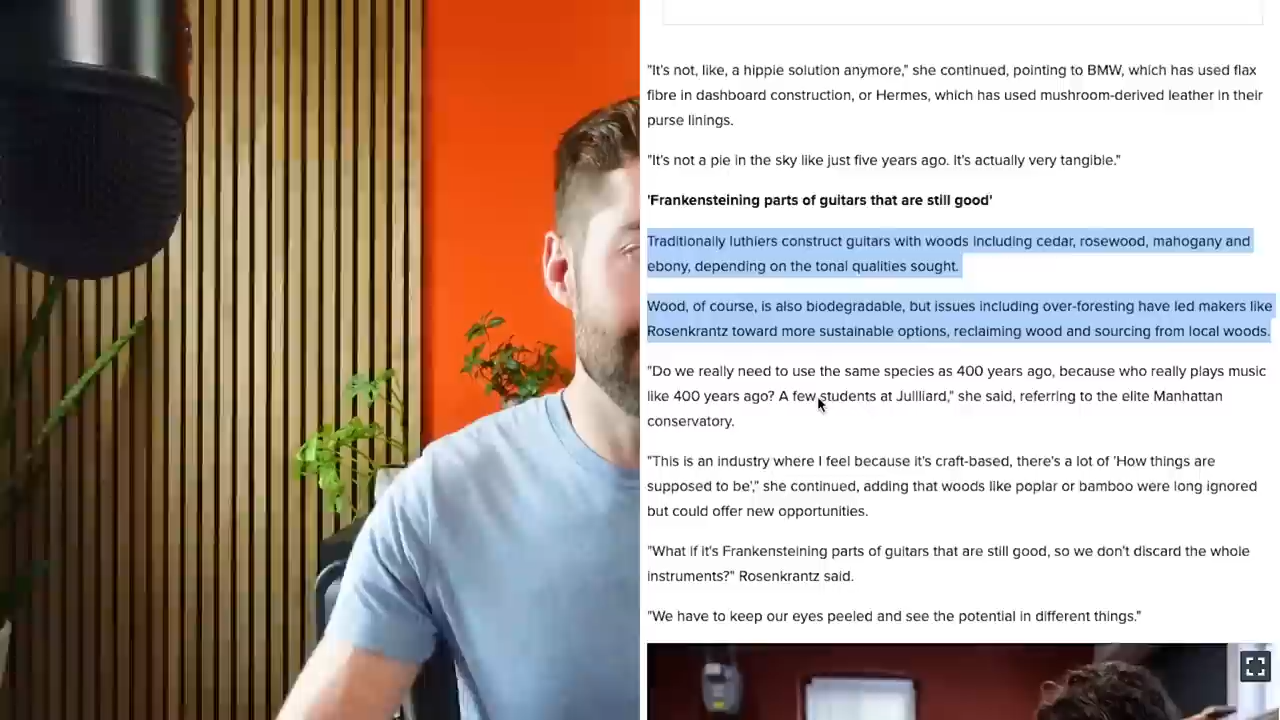 "It's not, like, a hippie solution anymore," she continued, pointing to BMW, which has used flax
fibre in dashboard construction, or Hermes, which has used mushroom-derived leather in their
purse linings.
"It's not a pie in the sky like just five years ago. It's actually very tangible."
'Frankensteining parts of guitars that are still good'
Traditionally luthiers construct guitars with woods including cedar, rosewood, mahogany and
ebony, depending on the tonal qualities sought.
Wood, of course, is also biodegradable, but issues including over-foresting have led makers like
Rosenkrantz toward more sustainable options, reclaiming wood and sourcing from local woods.
"Do we really need to use the same species as 400 years ago, because who really plays music
like 400 years ago? A few students at Juilliard," she said, referring to the elite Manhattan
conservatory.
"This is an industry where I feel because it's craft-based, there's a lot of 'How things are
supposed to be'," she continued, adding that woods like poplar or bamboo were long ignored
but could offer new opportunities.
"What if it's Frankensteining parts of guitars that are still good, so we don't discard the whole
instruments?" Rosenkrantz said.
"We have to keep our eyes peeled and see the potential in different things."